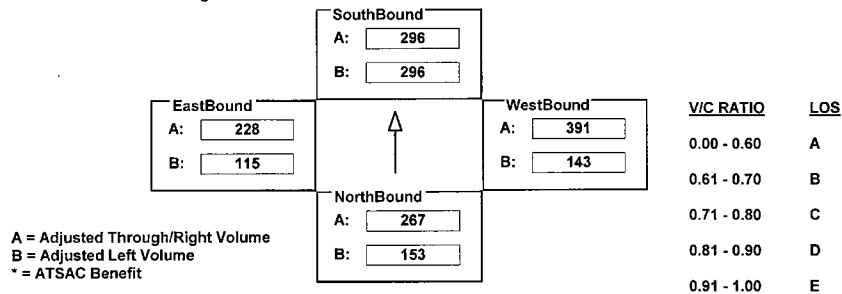 SouthBound
A: 296
B: 296
EastBound
A: 228
B: 115
WestBound
A: 391
B: 143
NorthBound
A: 267
B: 153
A = Adjusted Through/Right Volume
B = Adjusted Left Volume
* = ATSAC Benefit
V/C RATIO LOS
0.00 - 0.60 A
0.61 - 0.70 B
0.71 - 0.80 C
0.81 - 0.90 D
0.91 - 1.00 E